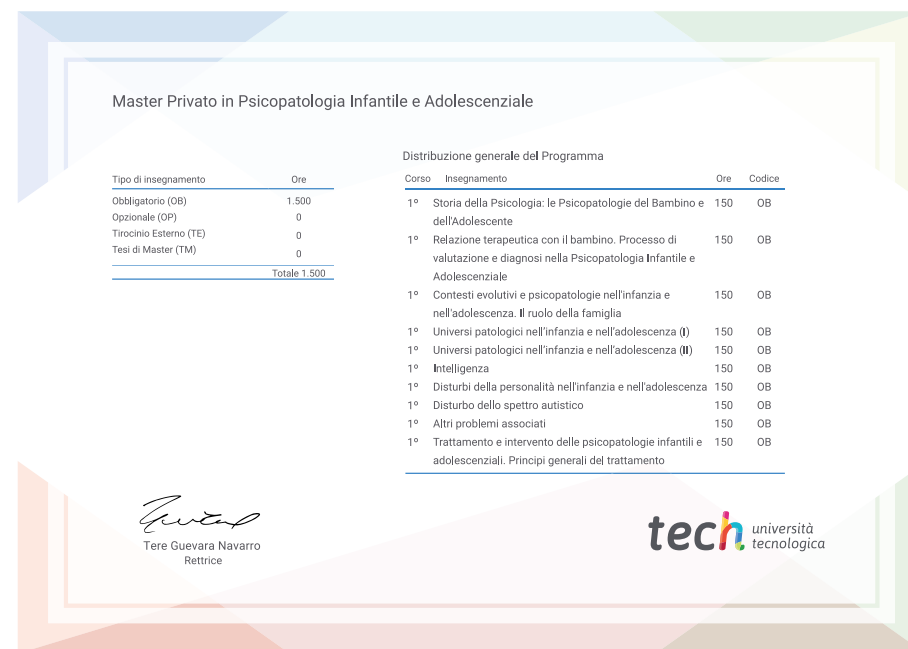 Master Privato in Psicopatologia Infantile e Adolescenziale
Tipo di insegnamento Ore
Obbligatorio (OB) 1.500
Opzionale (OP) 0
Tirocinio Esterno (TE) 0
Tesi di Master (TM) 0
Totale 1.500
Distribuzione generale del Programma
Corso Insegnamento Ore Codice
1º Storia della Psicologia: le Psicopatologie del Bambino e 150 OB
dell'Adolescente
1º Relazione terapeutica con il bambino. Processo di 150 OB
valutazione e diagnosi nella Psicopatologia Infantile e
Adolescenziale
1º Contesti evolutivi e psicopatologie nell'infanzia e 150 OB
nell'adolescenza. Il ruolo della famiglia
1º Universi patologici nell'infanzia e nell'adolescenza (I) 150 OB
1º Universi patologici nell'infanzia e nell'adolescenza (II) 150 OB
1º Intelligenza 150 OB
1º Disturbi della personalità nell'infanzia e nell'adolescenza 150 OB
1º Disturbo dello spettro autistico 150 OB
1º Altri problemi associati 150 OB
1º Trattamento e intervento delle psicopatologie infantili e 150 OB
adolescenziali. Principi generali del trattamento
Tere Guevara Navarro
Rettrice
tech università
tecnologica